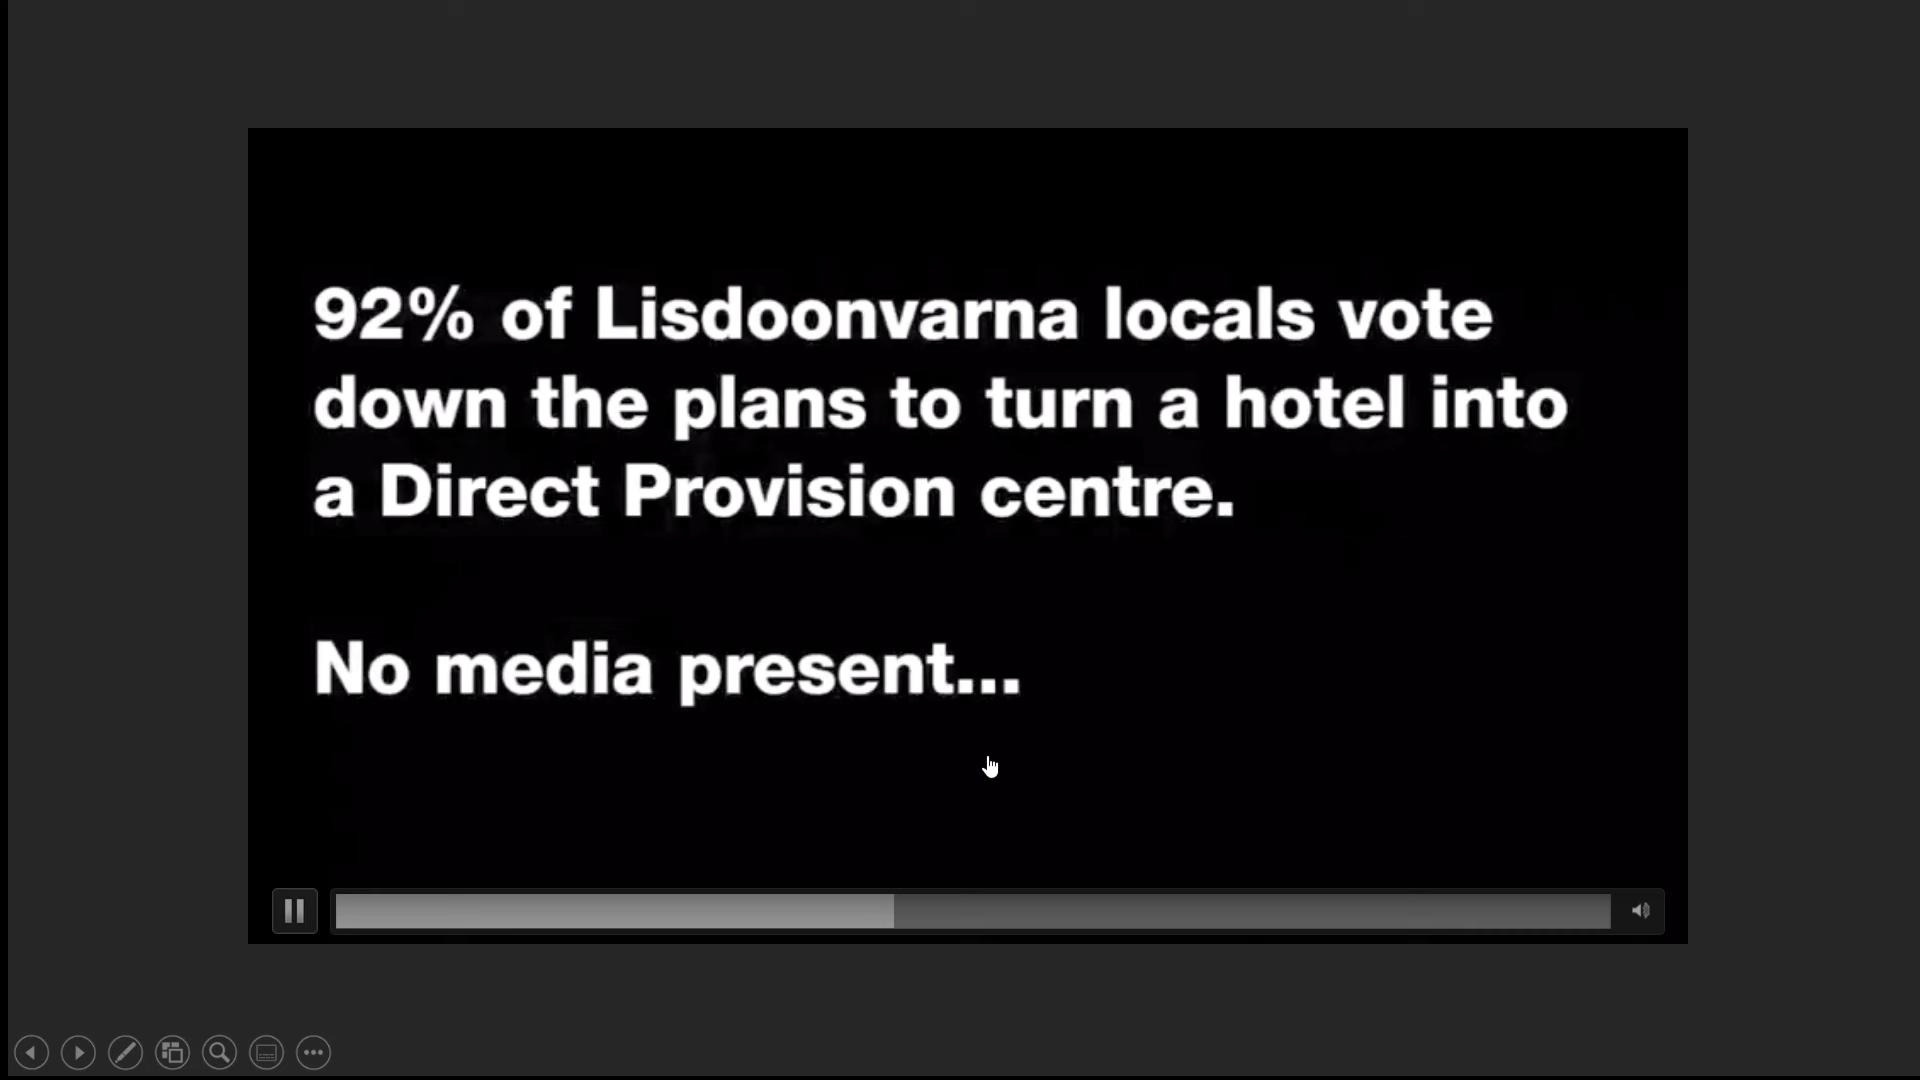 92% of Lisdoonvarna locals vote
down the plans to turn a hotel into
a Direct Provision centre.
No media present...